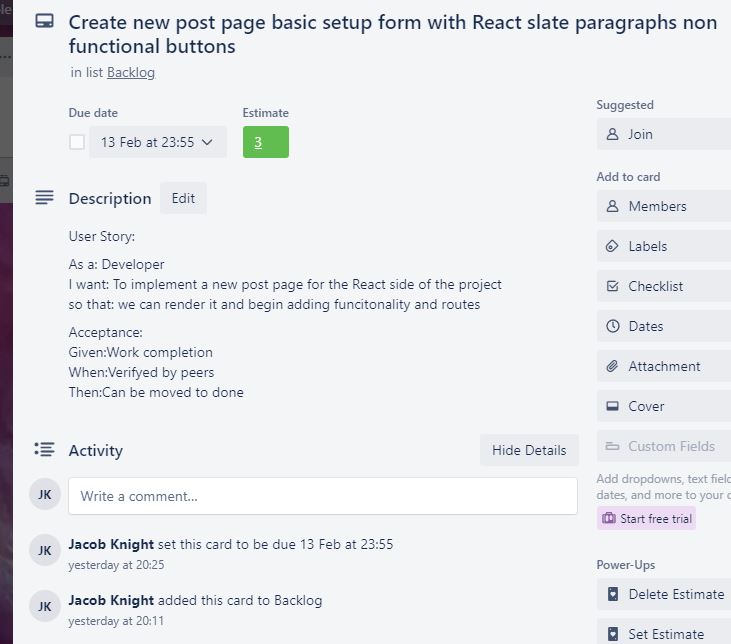 Create new post page basic setup form with React slate paragraphs non
functional buttons
in list Backlog
Due date
Estimate
13 Feb at 23:55
3
Description
Edit
User Story:
As a: Developer
I want: To implement a new post page for the React side of the project
so that: we can render it and begin adding funcitonality and routes
Acceptance:
Given:Work completion
When:Verifyed by peers
Then:Can be moved to done
Activity
Hide Details
JK
Write a comment...
JK
Jacob Knight set this card to be due 13 Feb at 23:55
yesterday at 20:25
JK
Jacob Knight added this card to Backlog
yesterday at 20:11
Suggested
Join
Add to card
Members
Labels
Checklist
Dates
Attachment
Cover
Custom Fields
Add dropdowns, text
dates, and more to your
Start free trial
Power-Ups
Delete Estimate
Set Estimate